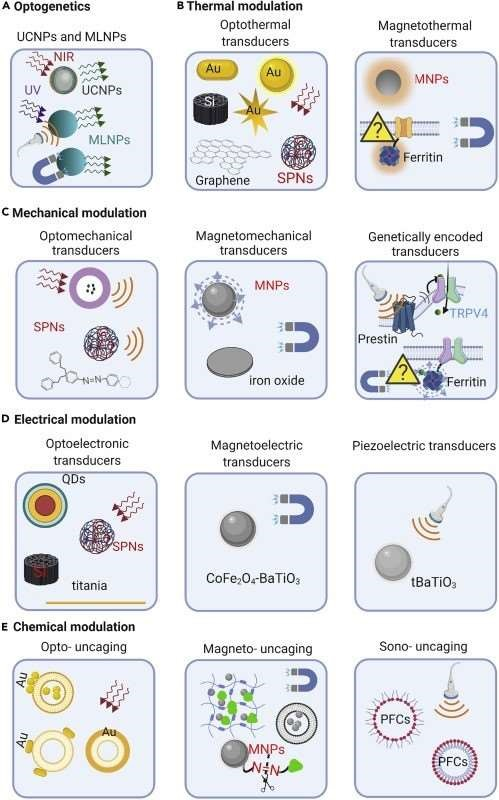 A Optogenetics
UCNPs and MLNPs
NIR
UV
UCNPs
MLNPs
B Thermal modulation
Optothermal
transducers
Au
Au
Si
Au
Graphene
SPNs
Magnetothermal
transducers
MNPs
?
Ferritin
C Mechanical modulation
Optomechanical
transducers
SPNs
N=N
Magnetomechanical
transducers
MNPs
iron oxide
Genetically encoded
transducers
TRPV4
Prestin
?
Ferritin
D Electrical modulation
Optoelectronic
transducers
QDs
SPNs
Si
titania
Magnetoelectric
transducers
CoFe₂O₄-BaTiO₃
Piezoelectric transducers
tBaTiO₃
E Chemical modulation
Opto- uncaging
Au
Au
Au
Magneto- uncaging
MNPs
N=N
Sono- uncaging
PFCs
PFCs